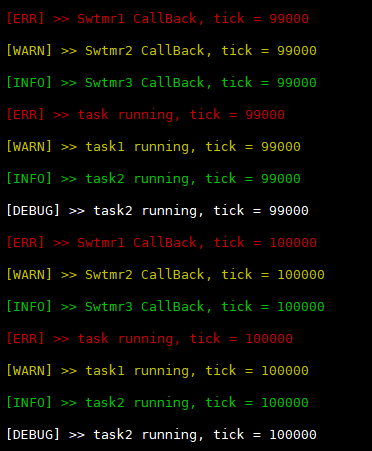 [ERR] >> Swtmr1 CallBack, tick = 99000
[WARN] >> Swtmr2 CallBack, tick = 99000
[INFO] >> Swtmr3 CallBack, tick = 99000
[ERR] >> task running, tick = 99000
[WARN] >> task1 running, tick = 99000
[INFO] >> task2 running, tick = 99000
[DEBUG] >> task2 running, tick = 99000
[ERR] >> Swtmr1 CallBack, tick = 100000
[WARN] >> Swtmr2 CallBack, tick = 100000
[INFO] >> Swtmr3 CallBack, tick = 100000
[ERR] >> task running, tick = 100000
[WARN] >> task1 running, tick = 100000
[INFO] >> task2 running, tick = 100000
[DEBUG] >> task2 running, tick = 100000